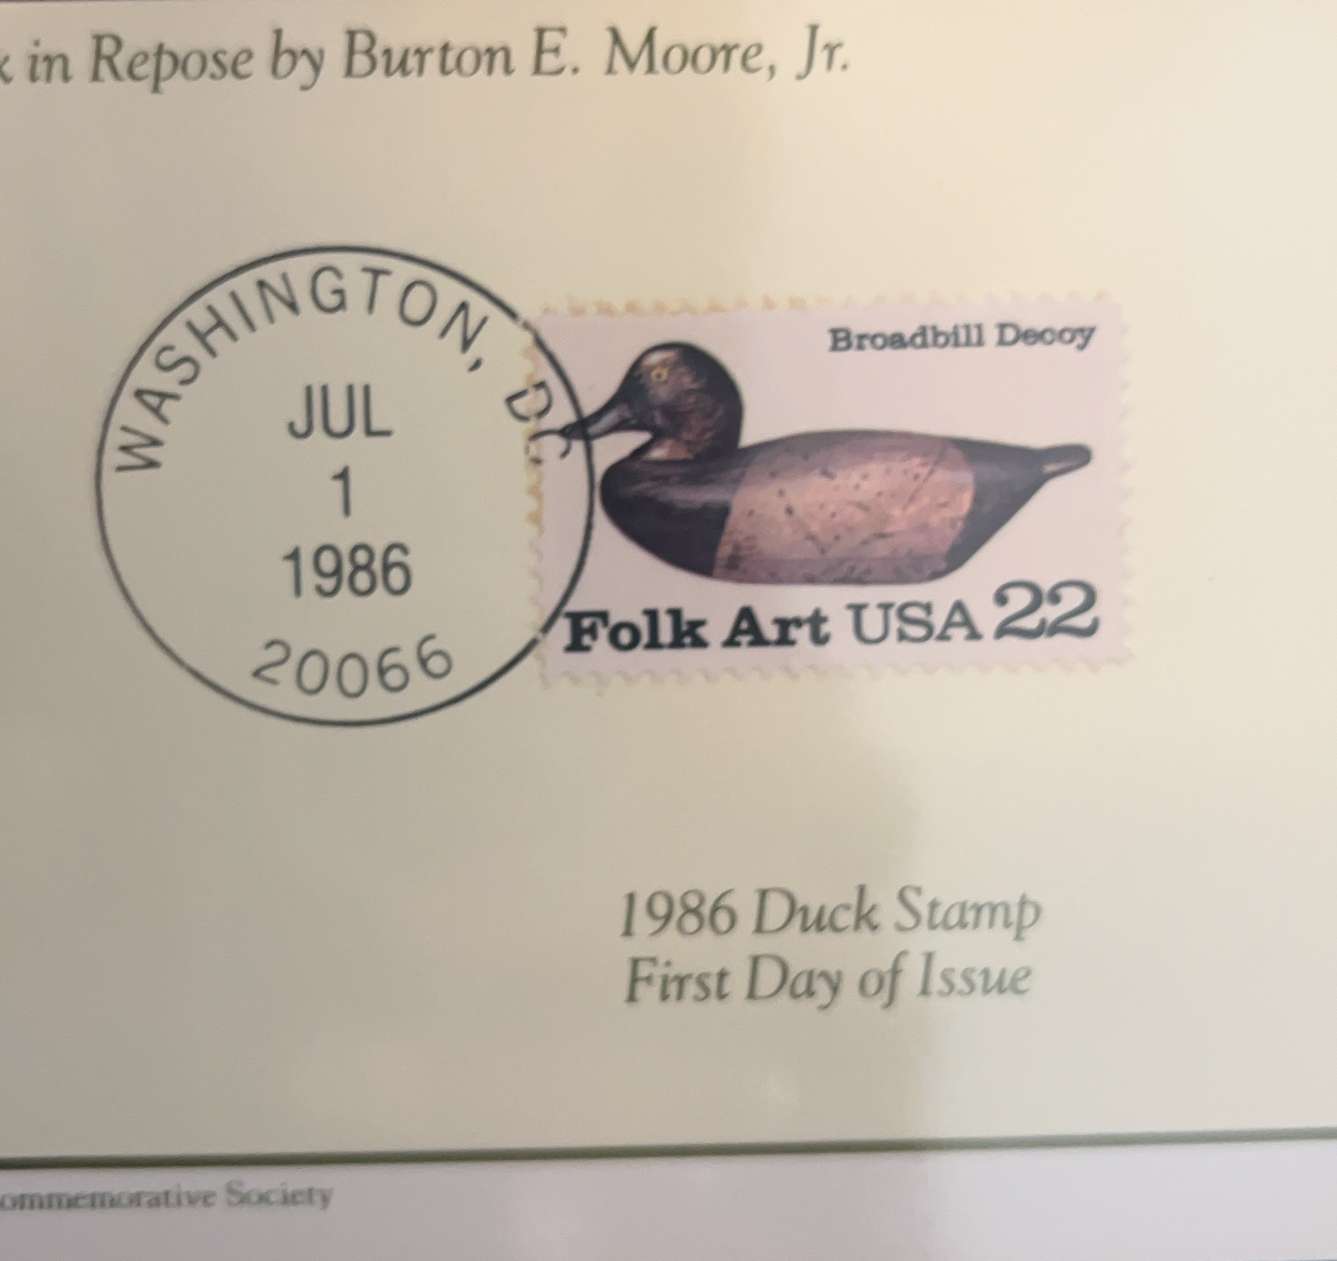 in Repose by Burton E. Moore, Jr.
WASHINGTON, D.C.
JUL
1
1986
20066
Broadbill Decoy
Folk Art USA 22
1986 Duck Stamp
First Day of Issue
ommemorative Society